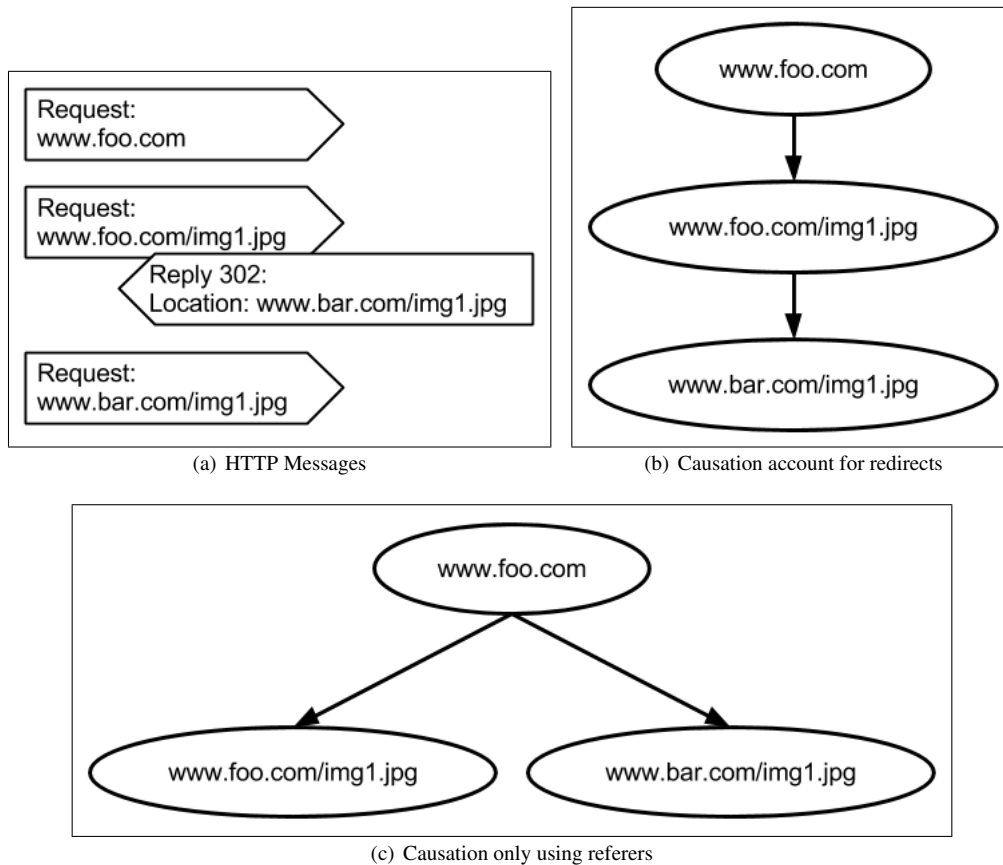 Request:
www.foo.com
Request:
www.foo.com/img1.jpg
Reply 302:
Location: www.bar.com/img1.jpg
Request:
www.bar.com/img1.jpg
(a) HTTP Messages
www.foo.com
www.foo.com/img1.jpg
www.bar.com/img1.jpg
(b) Causation account for redirects
www.foo.com
www.foo.com/img1.jpg
www.bar.com/img1.jpg
(c) Causation only using referers